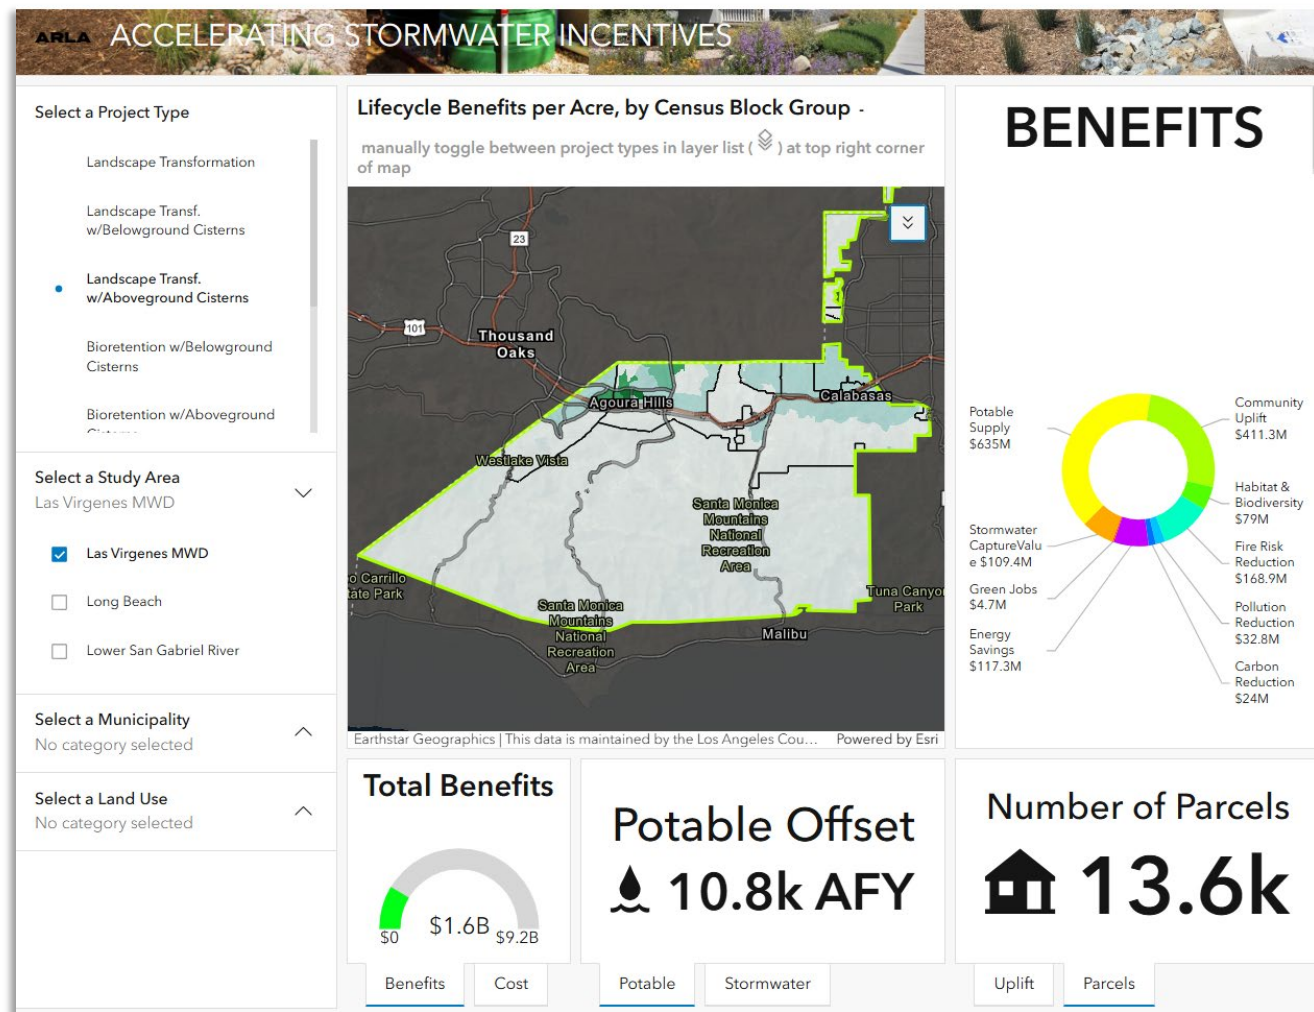 ARLA ACCELERATING STORMWATER INCENTIVES
Select a Project Type
Landscape Transformation
Landscape Transf.
w/Belowground Cisterns
Landscape Transf.
w/Aboveground Cisterns
Bioretention w/Belowground
Cisterns
Bioretention w/Aboveground
Select a Study Area
Las Virgenes MWD
Las Virgenes MWD
Long Beach
Lower San Gabriel River
Select a Municipality
No category selected
Select a Land Use
No category selected
Lifecycle Benefits per Acre, by Census Block Group -
manually toggle between project types in layer list ( ) at top right corner
of map
23
101
Thousand
Oaks
Agoura Hills
Calabasas
Westlake Vista
Santa Monica
Mountains
National
Recreation
Area
o Carrillo
tate Park
Santa Monica
Mountains
National
Recreation
Area
Tuna Canyo
Park
Malibu
Earthstar Geographics | This data is maintained by the Los Angeles Cou... Powered by Esri
BENEFITS
Potable
Supply
$635M
Stormwater
CaptureValu
e $109.4M
Green Jobs
$4.7M
Energy
Savings
$117.3M
Community
Uplift
$411.3M
Habitat &
Biodiversity
$79M
Fire Risk
Reduction
$168.9M
Pollution
Reduction
$32.8M
Carbon
Reduction
$24M
Total Benefits
$1.6B
$0
$9.2B
Benefits
Cost
Potable Offset
10.8k AFY
Potable
Stormwater
Number of Parcels
13.6k
Uplift
Parcels